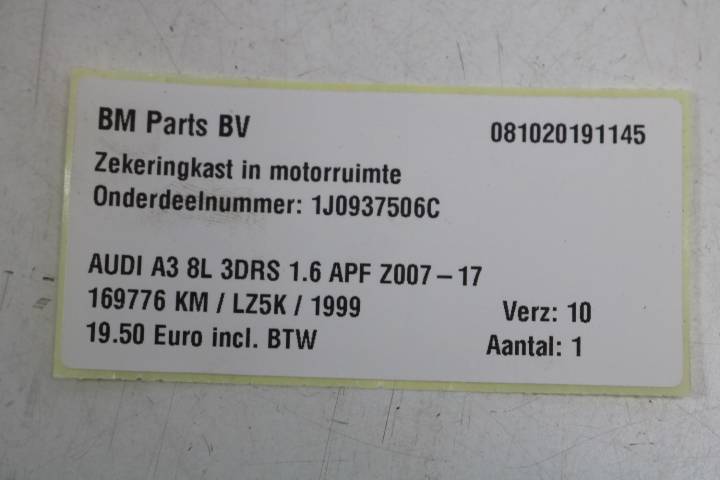 BM Parts BV 081020191145
Zekeringkast in motorruimte
Onderdeelnummer: 1J0937506C
AUDI A3 8L 3DRS 1.6 APF Z007-17
169776 KM / LZ5K / 1999 Verz: 10
19.50 Euro incl. BTW Aantal: 1